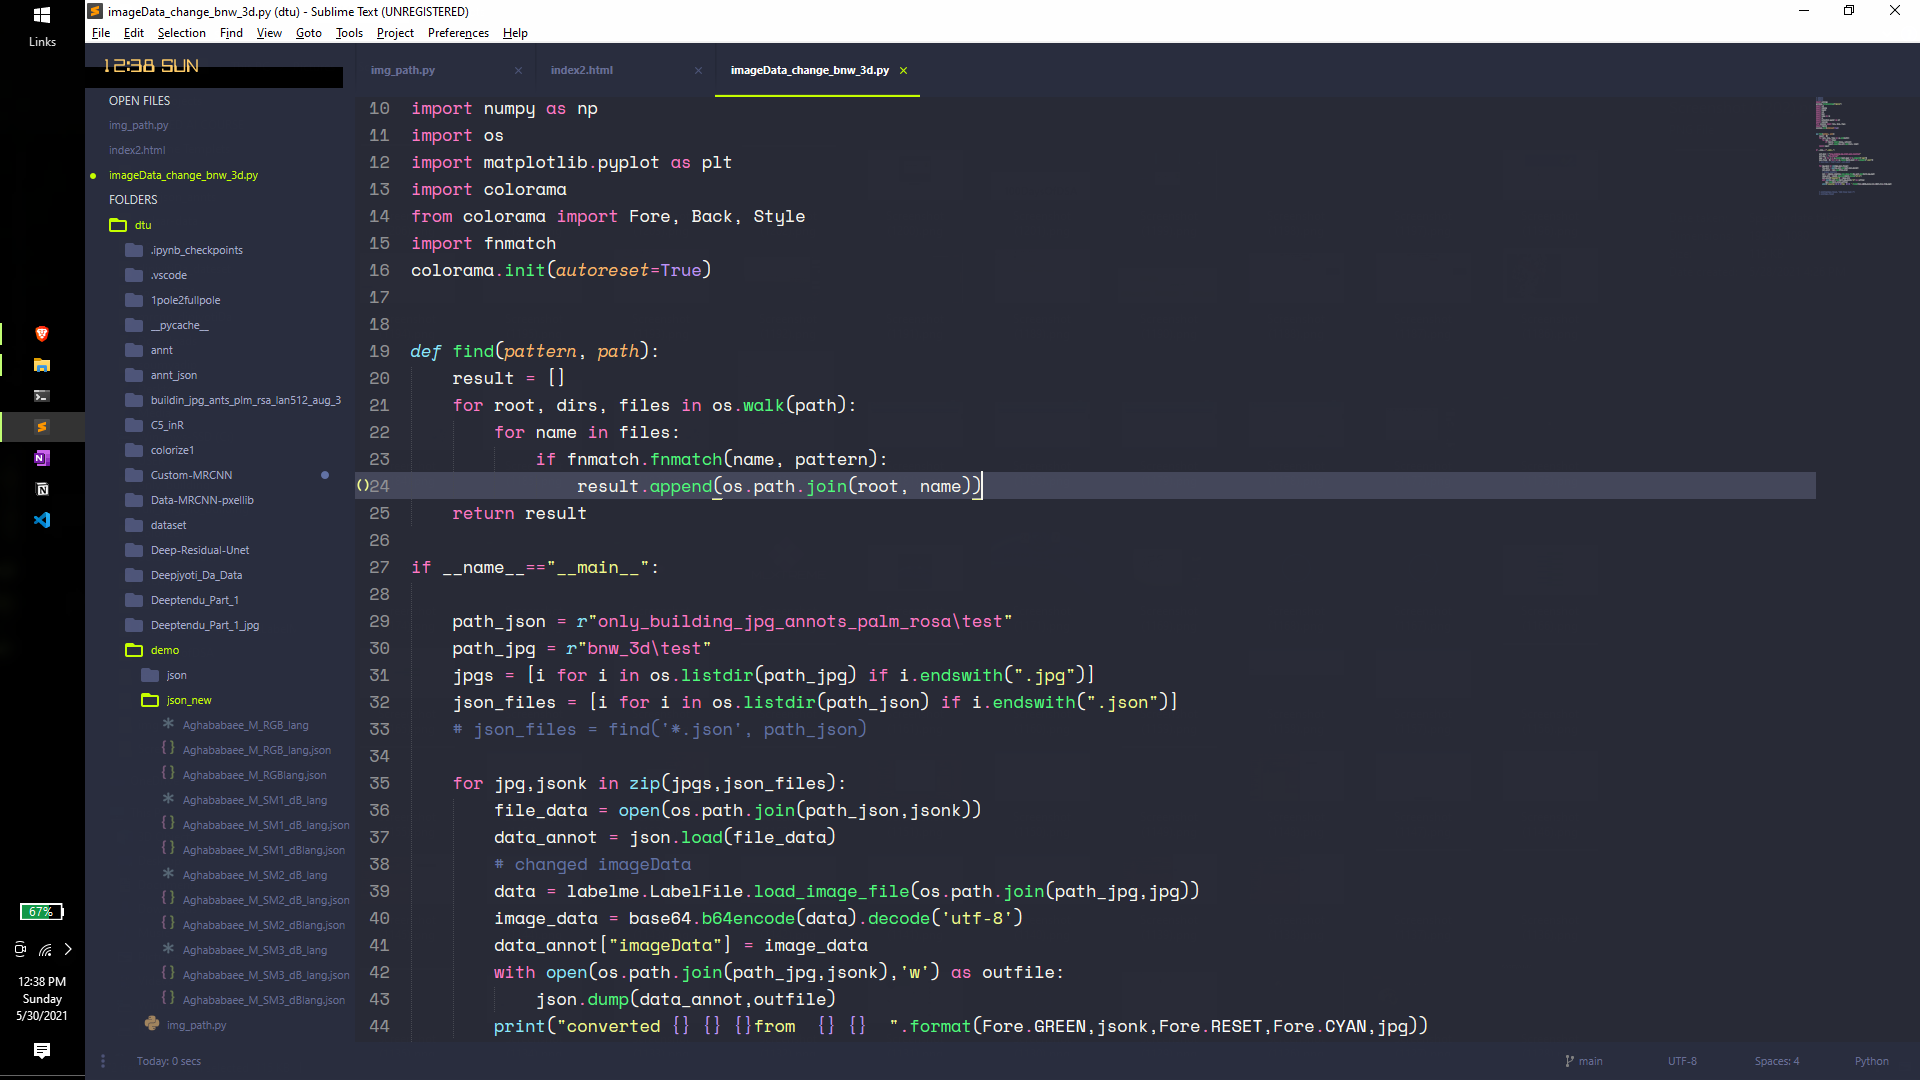 Links
imageData_change_bnw_3d.py (dtu) - Sublime Text (UNREGISTERED)
File Edit Selection Find View Goto Tools Project Preferences Help
12:38 SUN
img_path.py
index2.html
imageData_change_bnw_3d.py
OPEN FILES
img_path.py
index2.html
imageData_change_bnw_3d.py
FOLDERS
dtu
.ipynb_checkpoints
.vscode
1pole2fullpole
__pycache__
annt
annt_json
buildin_jpg_ants_plm_rsa_lan512_aug_3
C5_inR
colorize1
Custom-MRCNN
Data-MRCNN-pxellib
dataset
Deep-Residual-Unet
Deepjyoti_Da_Data
Deeptendu_Part_1
Deeptendu_Part_1_jpg
demo
json
json_new
Aghababaee_M_RGB_lang
Aghababaee_M_RGB_lang.json
Aghababaee_M_RGBlang.json
Aghababaee_M_SM1_dB_lang
Aghababaee_M_SM1_dB_lang.json
Aghababaee_M_SM1_dBlang.json
Aghababaee_M_SM2_dB_lang
Aghababaee_M_SM2_dB_lang.json
Aghababaee_M_SM2_dBlang.json
Aghababaee_M_SM3_dB_lang
Aghababaee_M_SM3_dB_lang.json
Aghababaee_M_SM3_dBlang.json
img_path.py
10 import numpy as np
11 import os
12 import matplotlib.pyplot as plt
13 import colorama
14 from colorama import Fore, Back, Style
15 import fnmatch
16 colorama.init(autoreset=True)
17
18
19 def find(pattern, path):
20     result = []
21     for root, dirs, files in os.walk(path):
22         for name in files:
23             if fnmatch.fnmatch(name, pattern):
24                 result.append(os.path.join(root, name))
25     return result
26
27 if __name__=="__main__":
28
29     path_json = r"only_building_jpg_annots_palm_rosa\test"
30     path_jpg = r"bnw_3d\test"
31     jpgs = [i for i in os.listdir(path_jpg) if i.endswith(".jpg")]
32     json_files = [i for i in os.listdir(path_json) if i.endswith(".json")]
33     # json_files = find('*.json', path_json)
34
35     for jpg,jsonk in zip(jpgs,json_files):
36         file_data = open(os.path.join(path_json,jsonk))
37         data_annot = json.load(file_data)
38         # changed imageData
39         data = labelme.LabelFile.load_image_file(os.path.join(path_jpg,jpg))
40         image_data = base64.b64encode(data).decode('utf-8')
41         data_annot["imageData"] = image_data
42         with open(os.path.join(path_jpg,jsonk),'w') as outfile:
43             json.dump(data_annot,outfile)
44         print("converted {} {} {}from  {} {}  ".format(Fore.GREEN,jsonk,Fore.RESET,Fore.CYAN,jpg))
67%
12:38 PM
Sunday
5/30/2021
Today: 0 secs
main
UTF-8
Spaces: 4
Python